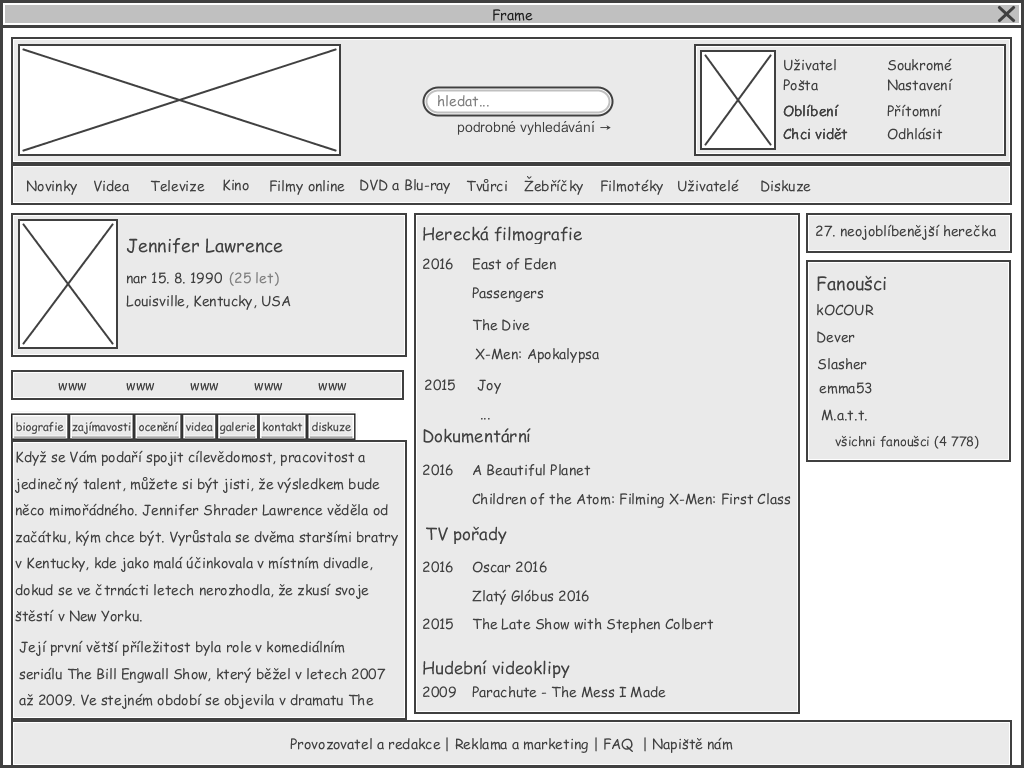 Frame
hledat...
podrobné vyhledávání →
Uživatel
Soukromé
Pošta
Nastavení
Oblíbení
Přítomní
Chci vidět
Odhlásit
Novinky Videa Televize Kino Filmy online DVD a Blu-ray Tvůrci Žebříčky Filmotéky Uživatelé Diskuze
Jennifer Lawrence
nar 15. 8. 1990 (25 let)
Louisville, Kentucky, USA
www www www www www
biografie zajímavosti ocenění videa galerie kontakt diskuze
Když se Vám podaří spojit cílevědomost, pracovitost a
jedinečný talent, můžete si být jisti, že výsledkem bude
něco mimořádného. Jennifer Shrader Lawrence věděla od
začátku, kým chce být. Vyrůstala se dvěma staršími bratry
v Kentucky, kde jako malá účinkovala v místním divadle,
dokud se ve čtrnácti letech nerozhodla, že zkusí svoje
štěstí v New Yorku.
Její první větší příležitost byla role v komediálním
seriálu The Bill Engwall Show, který běžel v letech 2007
až 2009. Ve stejném období se objevila v dramatu The
Herecká filmografie
2016 East of Eden
Passengers
The Dive
X-Men: Apokalypsa
2015 Joy
...
Dokumentární
2016 A Beautiful Planet
Children of the Atom: Filming X-Men: First Class
TV pořady
2016 Oscar 2016
Zlatý Glóbus 2016
2015 The Late Show with Stephen Colbert
Hudební videoklipy
2009 Parachute - The Mess I Made
27. neojoblíbenější herečka
Fanoušci
kOCOUR
Dever
Slasher
emma53
M.a.t.t.
všichni fanoušci (4 778)
Provozovatel a redakce | Reklama a marketing | FAQ | Napiště nám